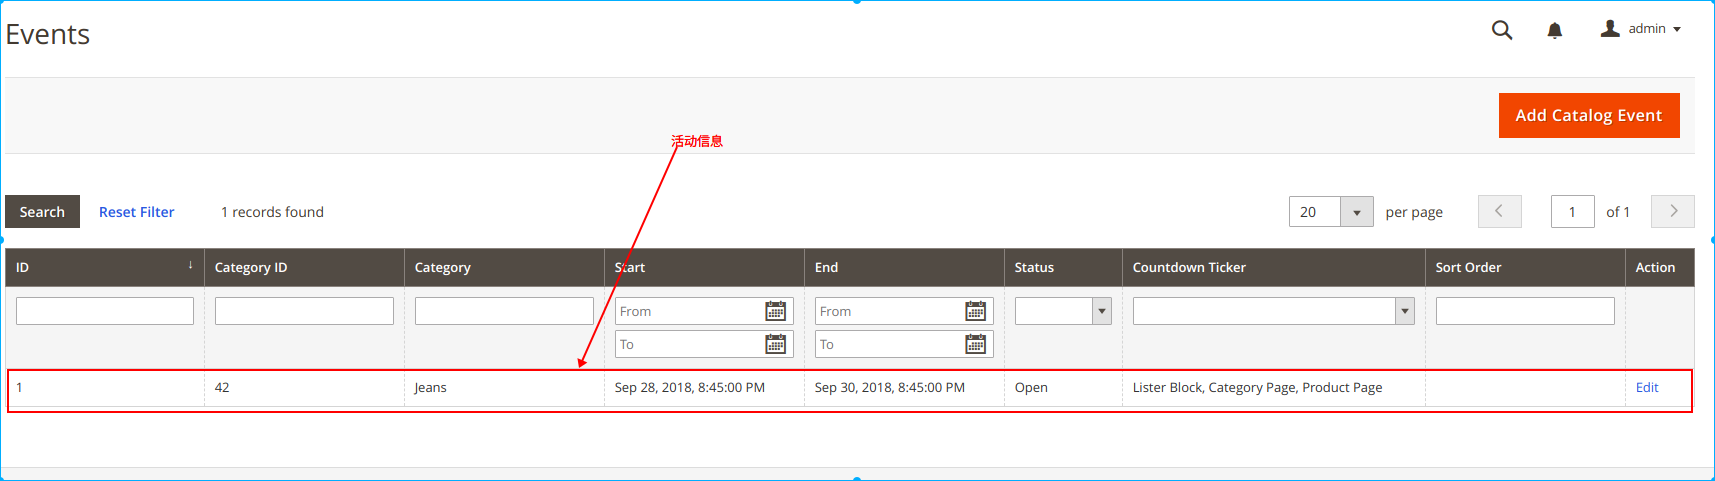 Events
admin
Add Catalog Event
活动信息
Search Reset Filter 1 records found 20 per page 1 of 1
ID ↓ Category ID Category Start End Status Countdown Ticker Sort Order Action
From From
To To
1 42 Jeans Sep 28, 2018, 8:45:00 PM Sep 30, 2018, 8:45:00 PM Open Lister Block, Category Page, Product Page Edit